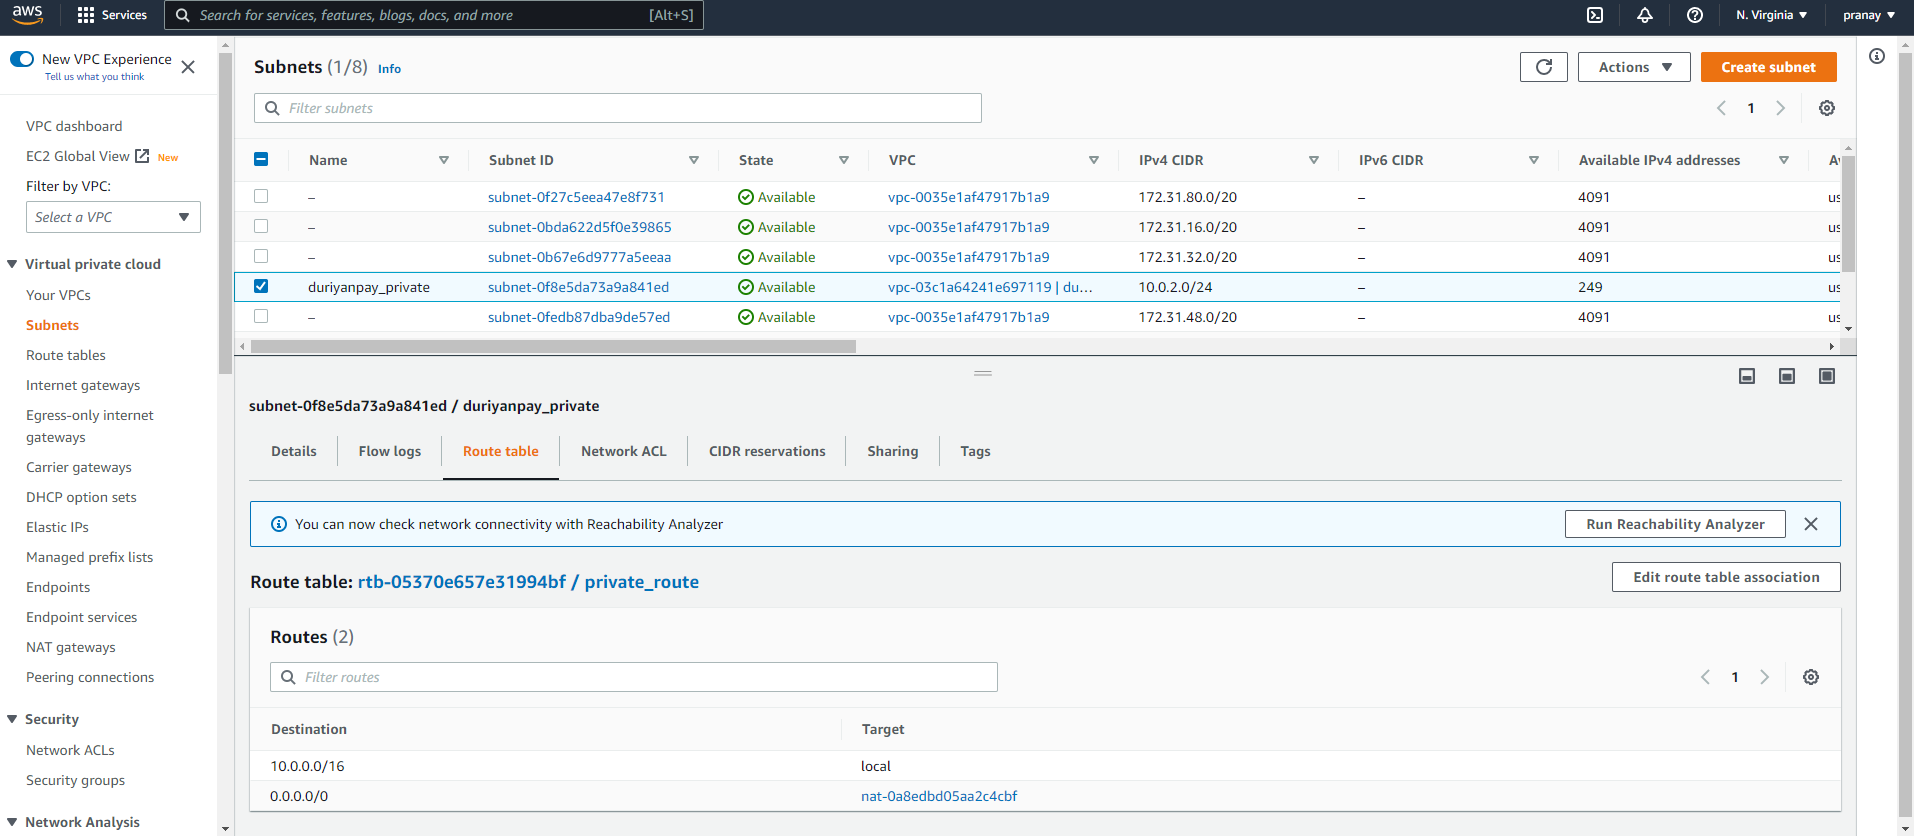 aws Services Search for services, features, blogs, docs, and more [Alt+S] N. Virginia pranay
New VPC Experience
Tell us what you think
VPC dashboard
EC2 Global View New
Filter by VPC:
Select a VPC
Virtual private cloud
Your VPCs
Subnets
Route tables
Internet gateways
Egress-only internet
gateways
Carrier gateways
DHCP option sets
Elastic IPs
Managed prefix lists
Endpoints
Endpoint services
NAT gateways
Peering connections
Security
Network ACLs
Security groups
Network Analysis
Subnets (1/8) Info
Actions Create subnet
Filter subnets
1
Name Subnet ID State VPC IPv4 CIDR IPv6 CIDR Available IPv4 addresses
– subnet-0f27c5eea47e8f731 Available vpc-0035e1af47917b1a9 172.31.80.0/20 – 4091 us
– subnet-0bda622d5f0e39865 Available vpc-0035e1af47917b1a9 172.31.16.0/20 – 4091 us
– subnet-0b67e6d9777a5eeaa Available vpc-0035e1af47917b1a9 172.31.32.0/20 – 4091 us
duriyanpay_private subnet-0f8e5da73a9a841ed Available vpc-03c1a64241e697119 | du... 10.0.2.0/24 – 249 us
– subnet-0fedb87dba9de57ed Available vpc-0035e1af47917b1a9 172.31.48.0/20 – 4091 us
subnet-0f8e5da73a9a841ed / duriyanpay_private
Details Flow logs Route table Network ACL CIDR reservations Sharing Tags
You can now check network connectivity with Reachability Analyzer Run Reachability Analyzer
Route table: rtb-05370e657e31994bf / private_route Edit route table association
Routes (2)
Filter routes 1
Destination Target
10.0.0.0/16 local
0.0.0.0/0 nat-0a8edbd05aa2c4cbf